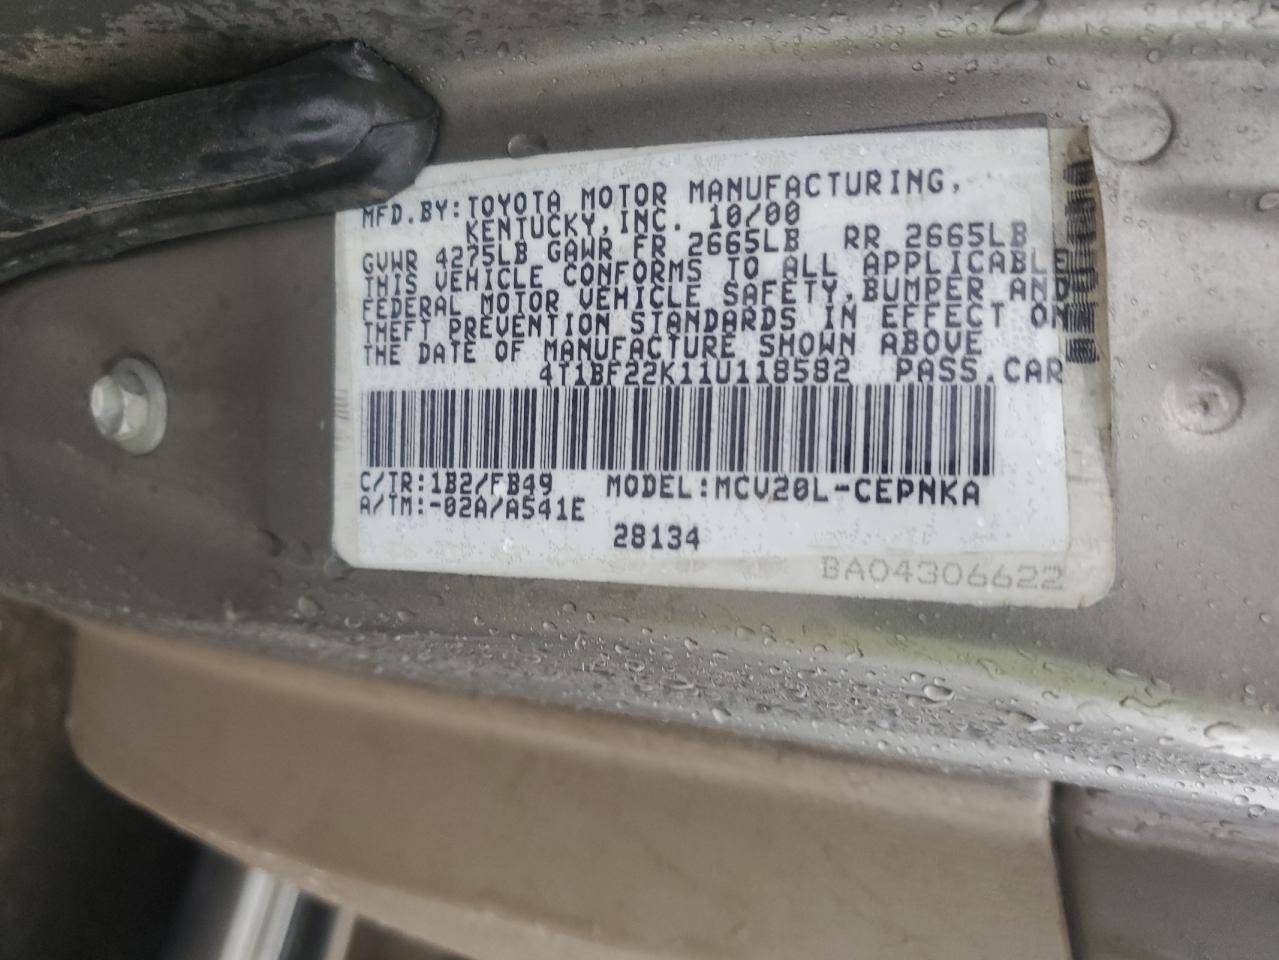 MFD.BY:TOYOTA MOTOR MANUFACTURING,
KENTUCKY,INC. 10/00
GVWR 4275LB GAWR FR 2665LB RR 2665LB
THIS VEHICLE CONFORMS TO ALL APPLICABLE
FEDERAL MOTOR VEHICLE SAFETY,BUMPER AND
THEFT PREVENTION STANDARDS IN EFFECT ON
THE DATE OF MANUFACTURE SHOWN ABOVE
4T1BF22K11U118582 PASS.CAR
C/TR:1B2/FB49 MODEL:MCV20L-CEPNKA
A/TM:-02A/A541E
28134
BA04306622